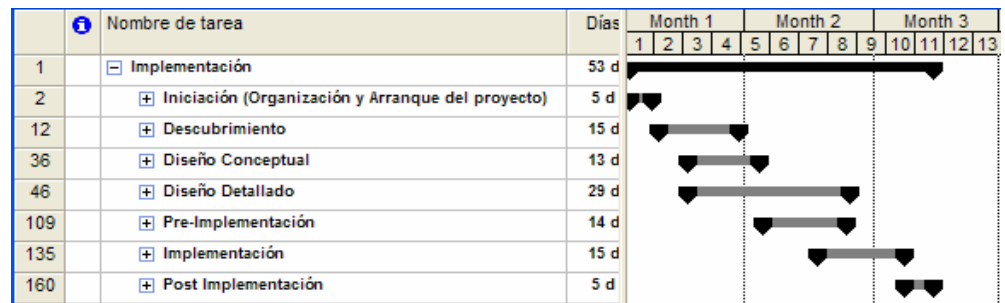 Nombre de tarea Días Month 1 Month 2 Month 3
1 2 3 4 5 6 7 8 9 10 11 12 13
1 Implementación 53 d
2 Iniciación (Organización y Arranque del proyecto) 5 d
12 Descubrimiento 15 d
36 Diseño Conceptual 13 d
46 Diseño Detallado 29 d
109 Pre-Implementación 14 d
135 Implementación 15 d
160 Post Implementación 5 d